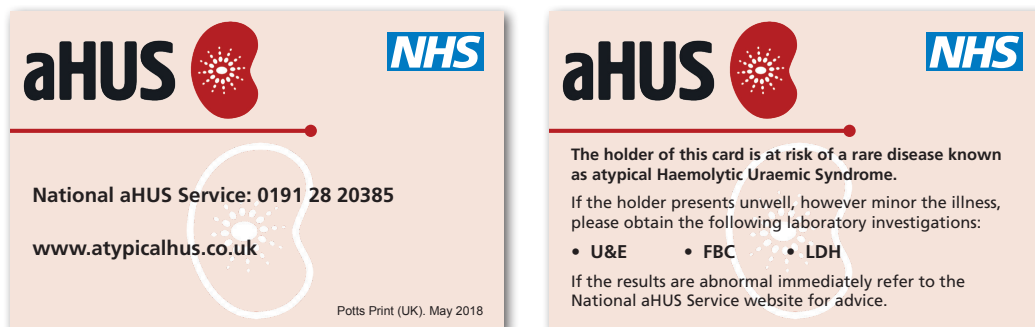 aHUS
NHS
National aHUS Service: 0191 28 20385
www.atypicalhus.co.uk
Potts Print (UK). May 2018
aHUS
NHS
The holder of this card is at risk of a rare disease known
as atypical Haemolytic Uraemic Syndrome.
If the holder presents unwell, however minor the illness,
please obtain the following laboratory investigations:
• U&E • FBC • LDH
If the results are abnormal immediately refer to the
National aHUS Service website for advice.